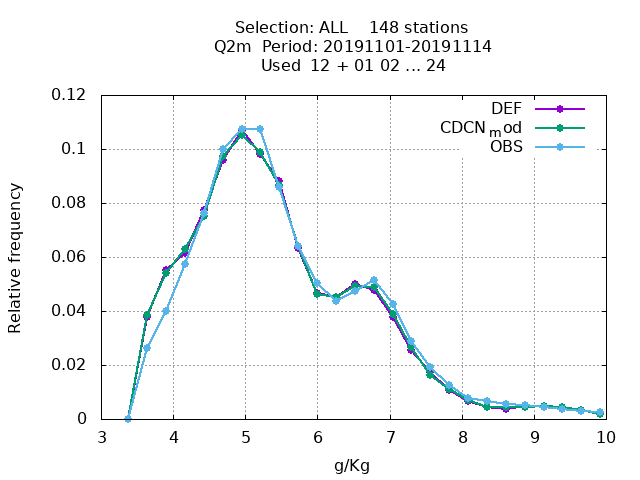 Selection: ALL    148 stations
Q2m  Period: 20191101-20191114
Used  12 + 01 02 ... 24
0.12
0.1
0.08
0.06
0.04
0.02
0
Relative frequency
DEF
CDCNmod
OBS
3 4 5 6 7 8 9 10
g/Kg